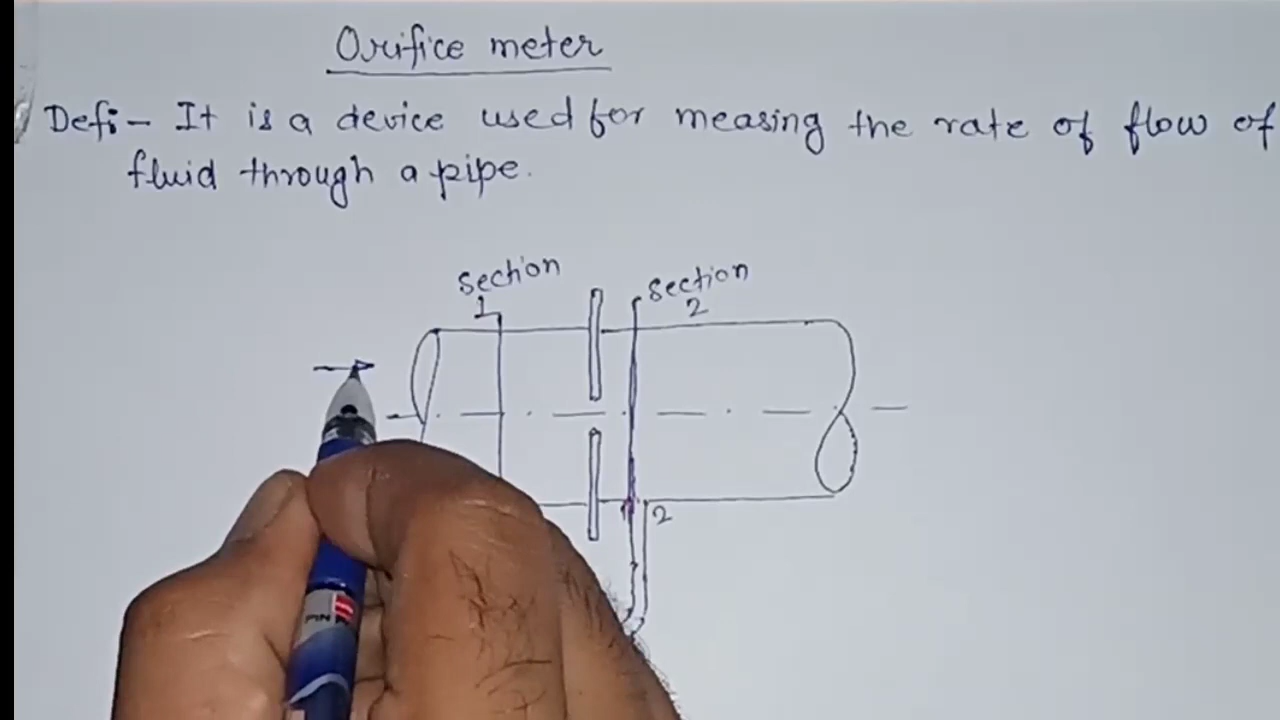 Orifice meter
Defi:- It is a device used for measing the rate of flow of
fluid through a pipe.
section
1
section
2
2
PIN